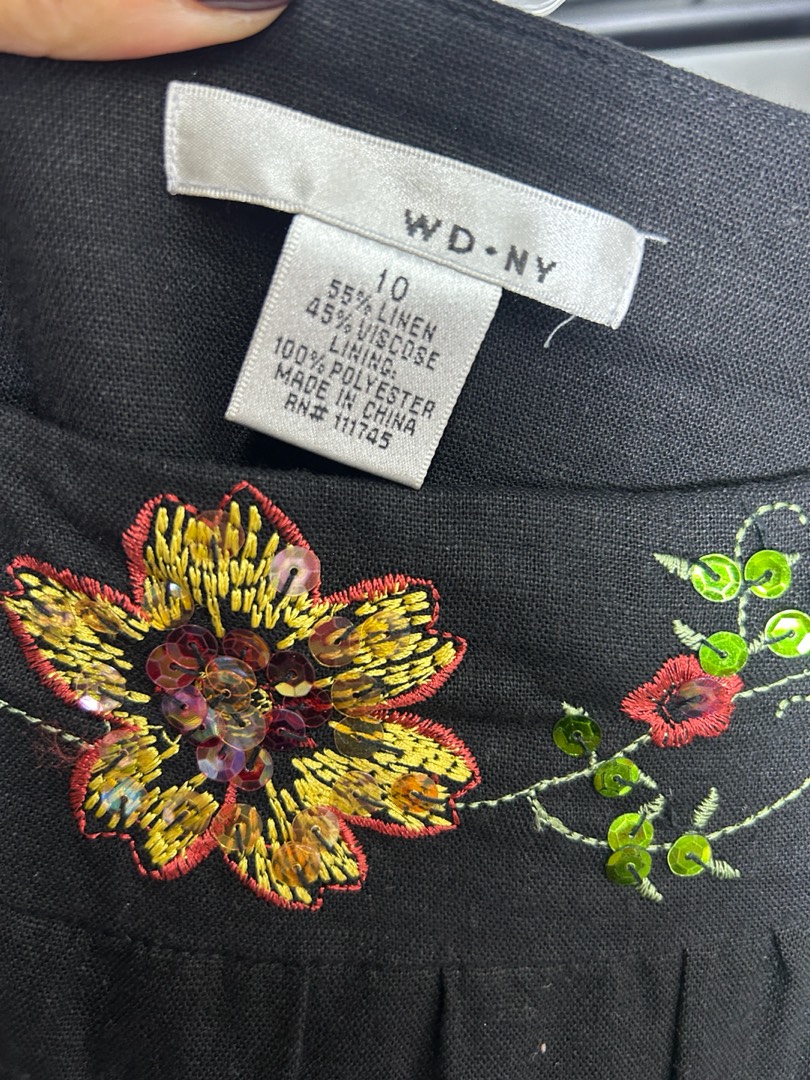 WD•NY
10
55% LINEN
45% VISCOSE
LINING:
100% POLYESTER
MADE IN CHINA
RN# 111745